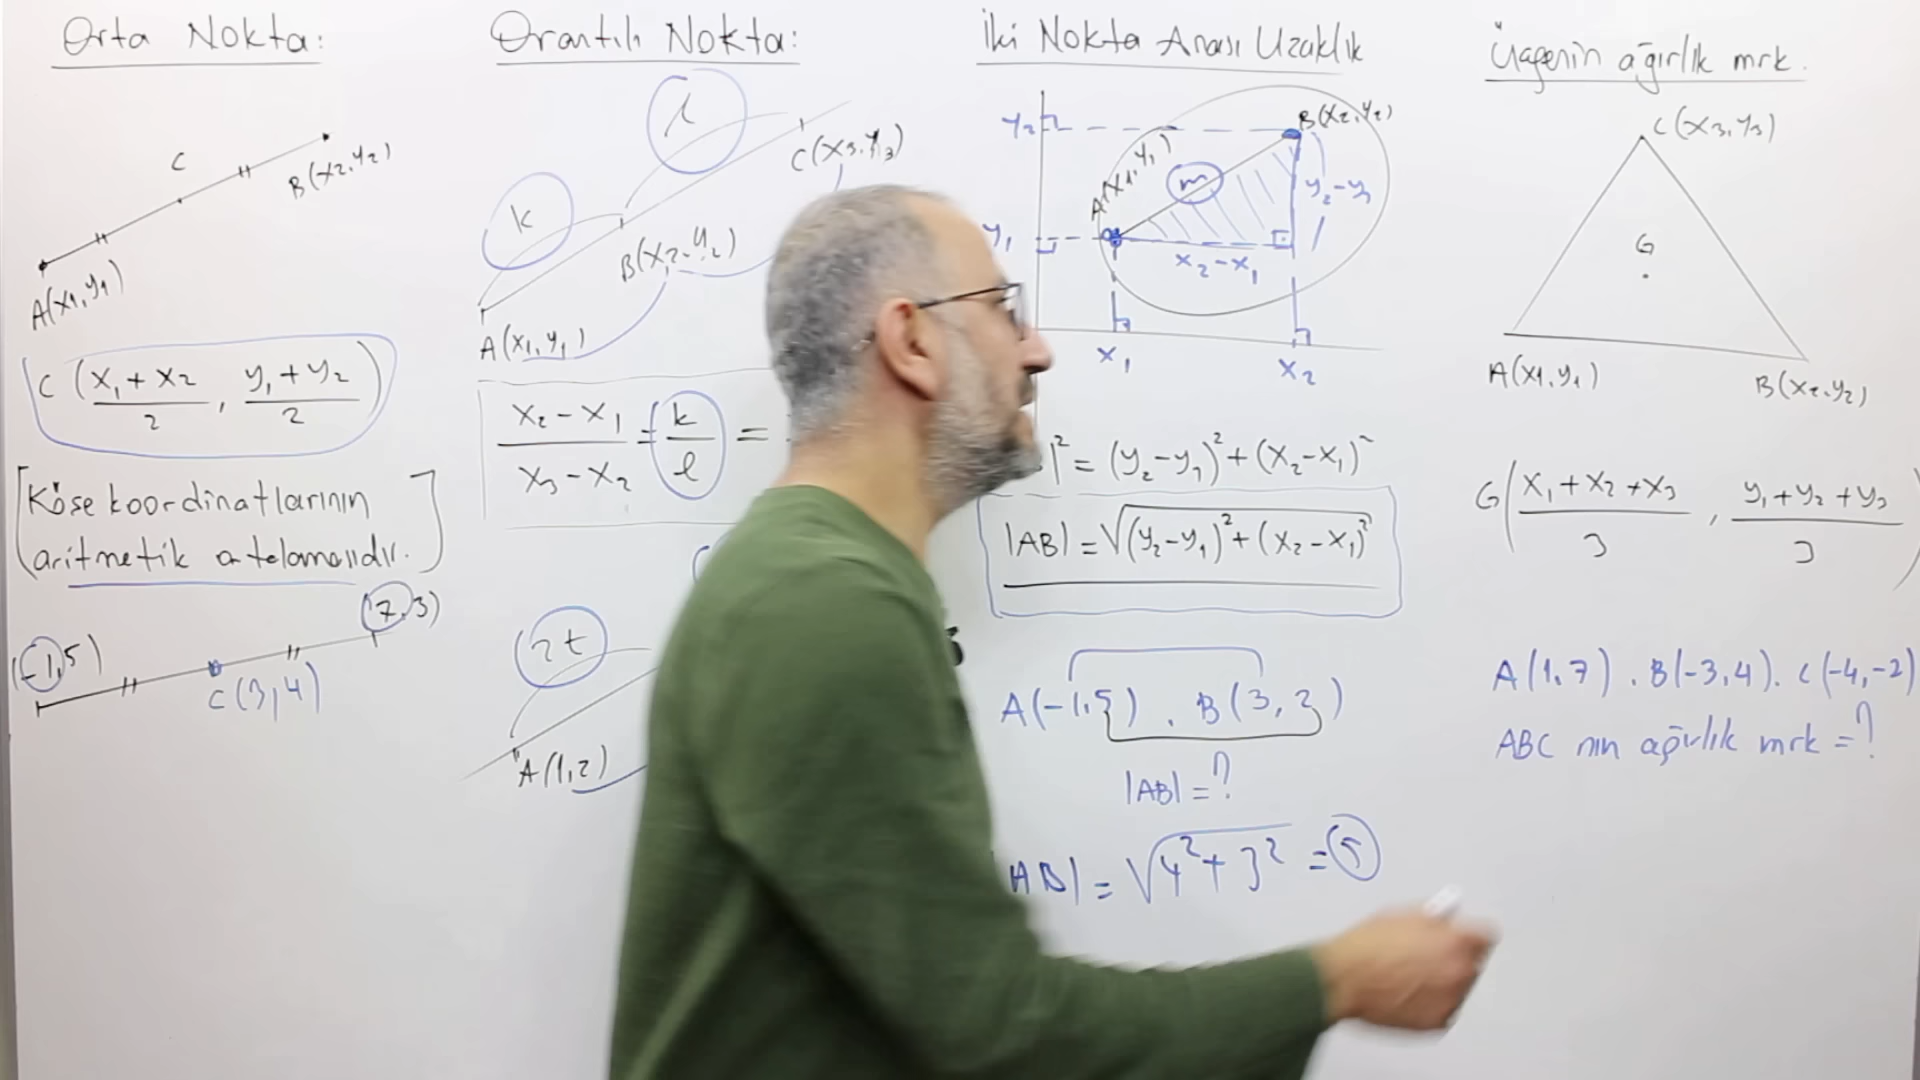 Orta Nokta:
C
B(x2,y2)
A(x1,y1)
C (x₁+x₂/2, y₁+y₂/2)
[Köşe koordinatlarının
aritmetik ortalamasıdır.]
(7,3)
(-1,5)
C(3,4)
Orantılı Nokta:
l
k
C(x3,y3)
B(x2,y2)
A(x₁,y₁)
x₂-x₁/x₃-x₂ = k/l =
2t
A(1,2)
İki Nokta Arası Uzaklık
y₂
B(x2,y2)
A(x1,y1)
m
y₂-y₁
y₁
x₂-x₁
x₁
x₂
|² = (y₂-y₁)²+(x₂-x₁)²
|AB| = √(y₂-y₁)²+(x₂-x₁)²
A(-1,5) , B(3,2)
|AB| = ?
AB| = √4²+3² = 5
Üçgenin ağırlık mrk.
C(x3,y3)
G
A(x1,y1)
B(x2,y2)
G(x₁+x₂+x₃/3, y₁+y₂+y₃/3)
A(1,7), B(-3,4), C(-4,-2)
ABC nın ağırlık mrk = ?